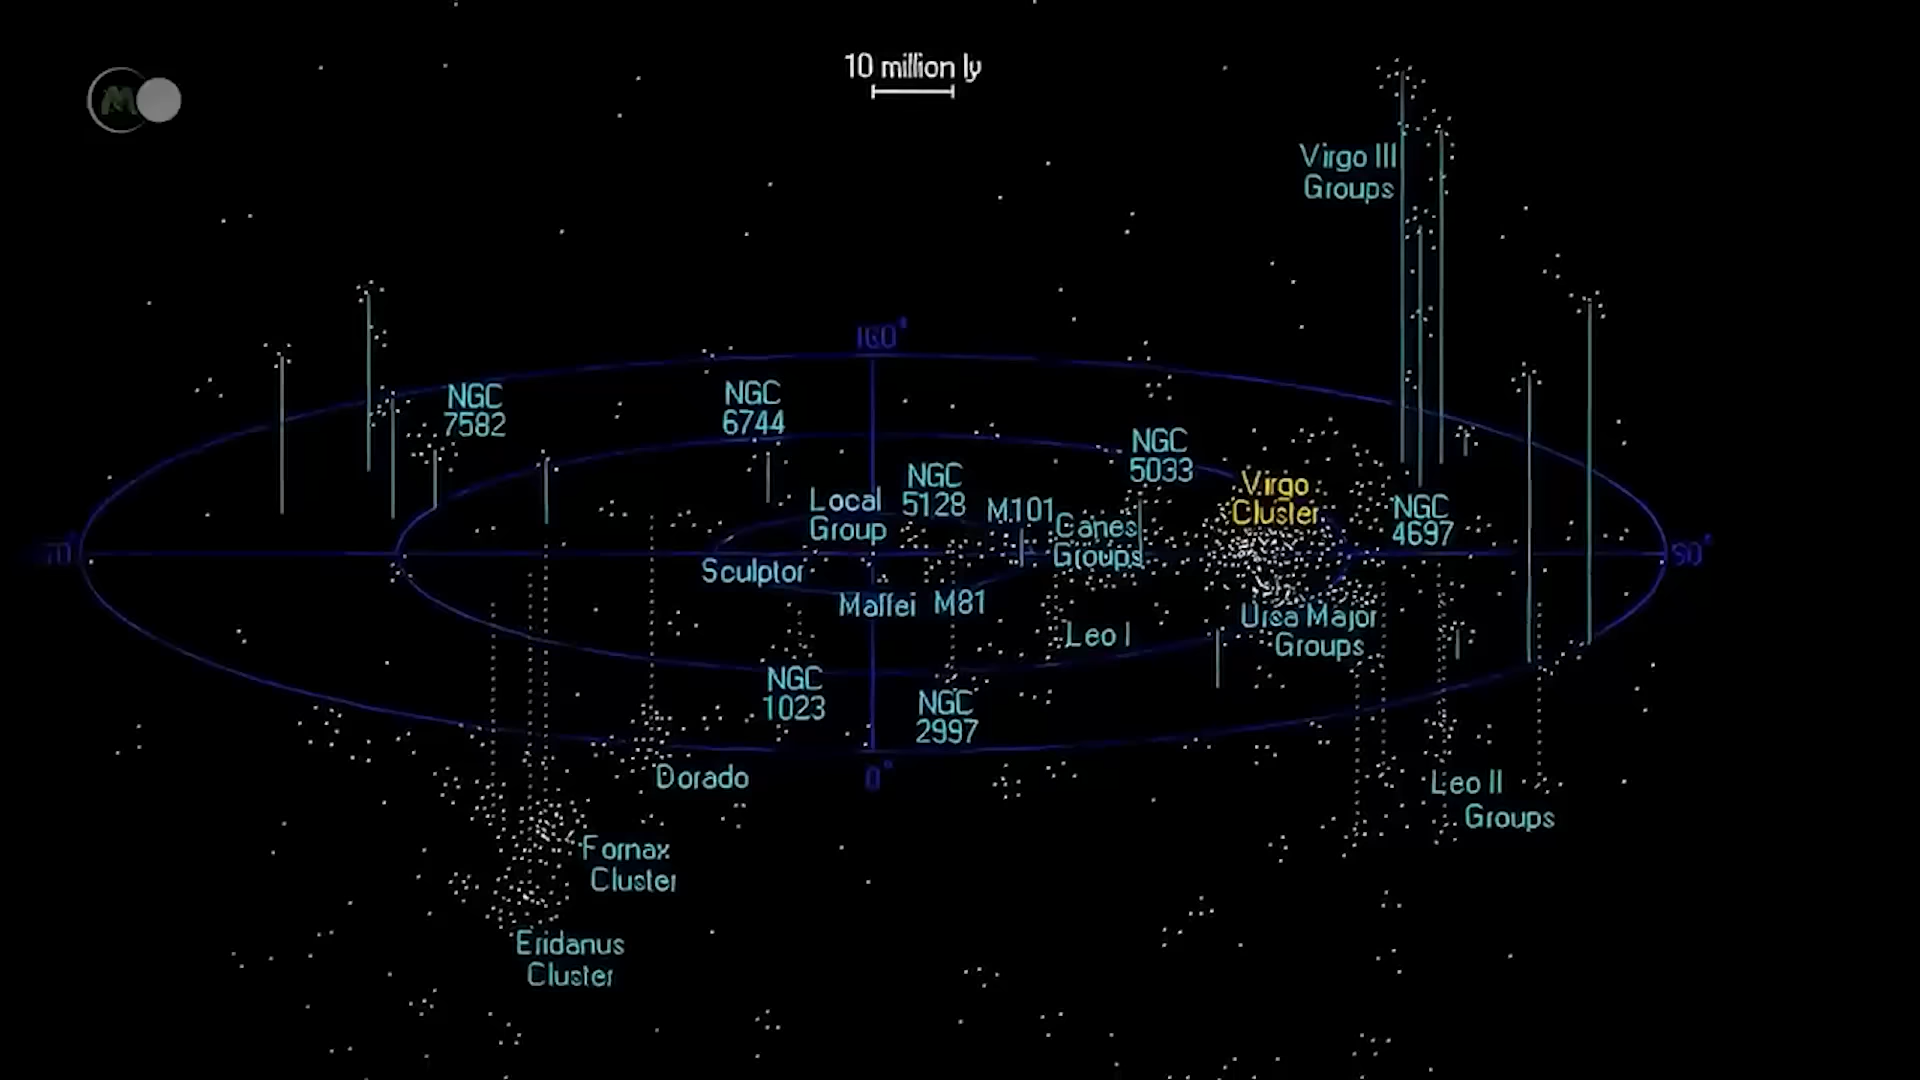 10 million ly
M
Virgo III
Groups
160°
NGC
7582
NGC
6744
NGC
5033
NGC
5128
Virgo
Cluster
Local
Group
M101
NGC
4697
Canes
Groups
90°
Sculptor
Maffei
M81
Ursa Major
Groups
Leo I
NGC
1023
NGC
2997
Dorado
0°
Leo II
Groups
Fornax
Cluster
Eridanus
Cluster